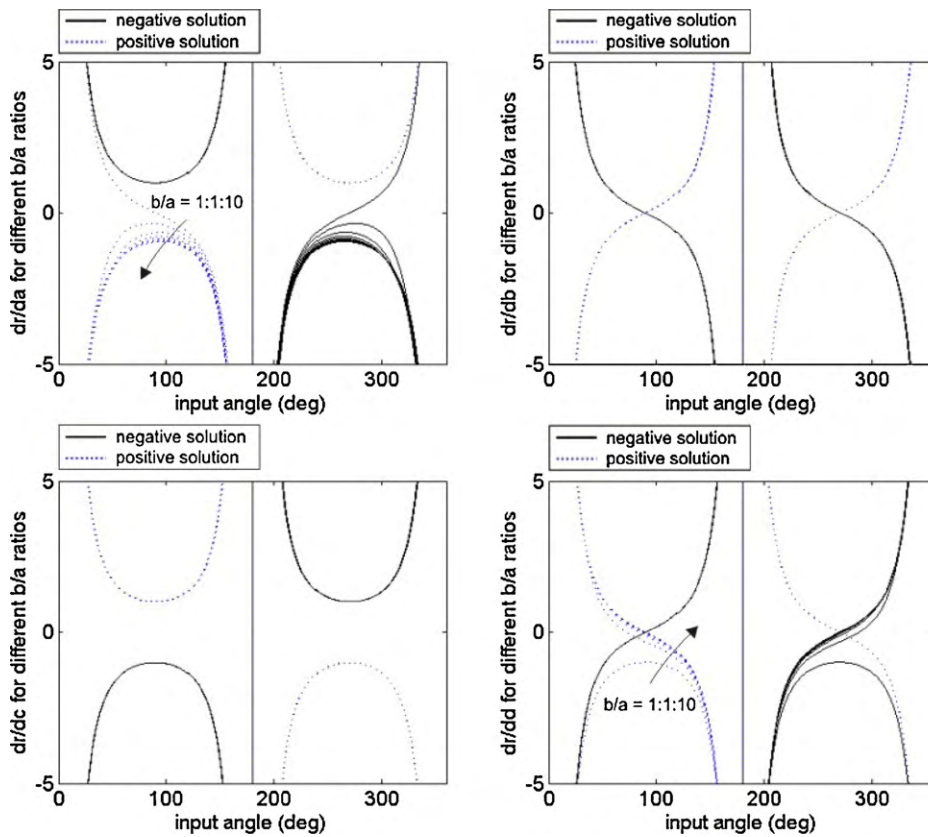 negative solution
positive solution
dr/da for different b/a ratios
5
0
-5
b/a = 1:1:10
0
100
200
300
input angle (deg)
negative solution
positive solution
dr/db for different b/a ratios
5
0
-5
0
100
200
300
input angle (deg)
negative solution
positive solution
dr/dc for different b/a ratios
5
0
-5
0
100
200
300
input angle (deg)
negative solution
positive solution
dr/dd for different b/a ratios
5
0
-5
b/a = 1:1:10
0
100
200
300
input angle (deg)